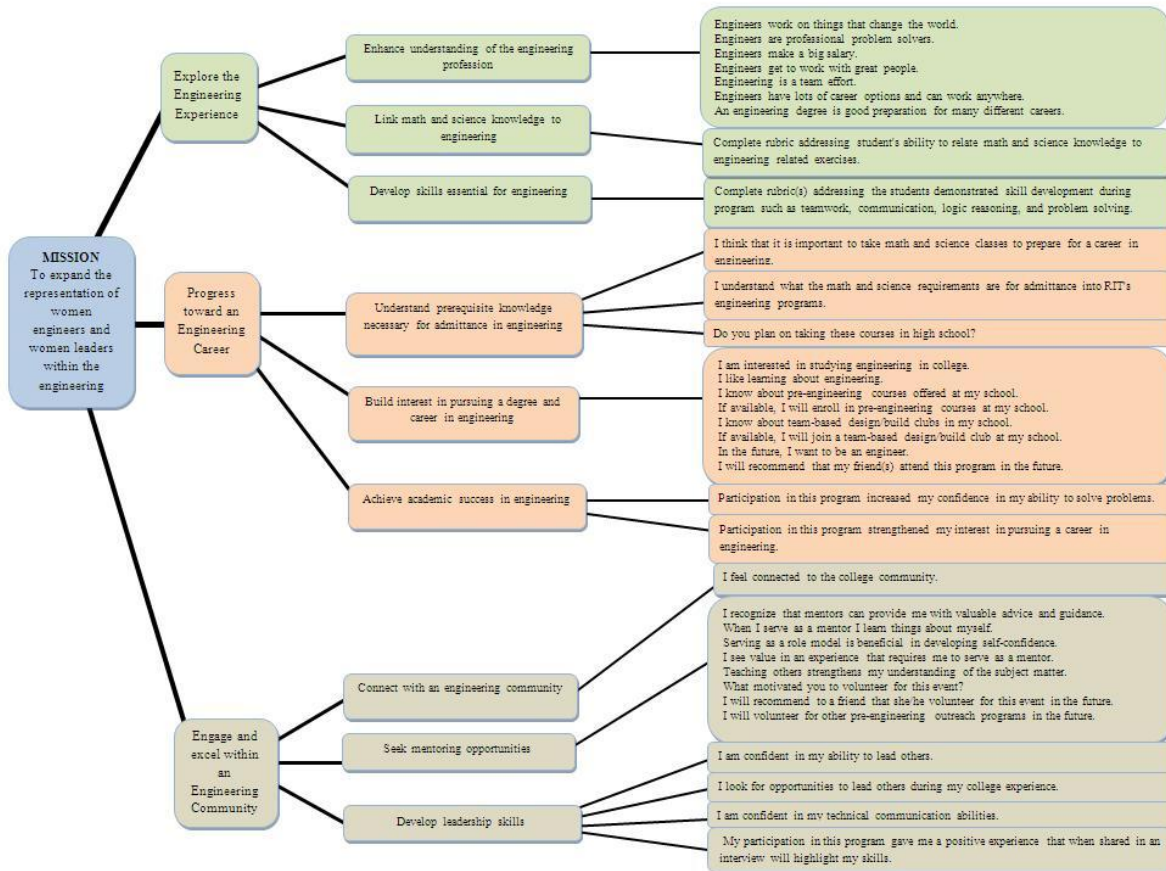 MISSION
To expand the
representation of
women
engineers and
women leaders
within the
engineering
Explore the
Engineering
Experience
Enhance understanding of the engineering
profession
Engineers work on things that change the world.
Engineers are professional problem solvers.
Engineers make a big salary.
Engineers get to work with great people.
Engineering is a team effort.
Engineers have lots of career options and can work anywhere.
An engineering degree is good preparation for many different careers.
Link math and science knowledge to
engineering
Complete rubric addressing student's ability to relate math and science knowledge to
engineering related exercises.
Develop skills essential for engineering
Complete rubric(s) addressing the students demonstrated skill development during
program such as teamwork, communication, logic reasoning, and problem solving.
Progress
toward an
Engineering
Career
Understand prerequisite knowledge
necessary for admittance in engineering
I think that it is important to take math and science classes to prepare for a career in
engineering.
I understand what the math and science requirements are for admittance into RIT's
engineering programs.
Do you plan on taking these courses in high school?
Build interest in pursuing a degree and
career in engineering
I am interested in studying engineering in college.
I like learning about engineering.
I know about pre-engineering courses offered at my school.
If available, I will enroll in pre-engineering courses at my school.
I know about team-based design/build clubs in my school.
If available, I will join a team-based design/build club at my school.
In the future, I want to be an engineer.
I will recommend that my friend(s) attend this program in the future.
Achieve academic success in engineering
Participation in this program increased my confidence in my ability to solve problems.
Participation in this program strengthened my interest in pursuing a career in
engineering.
Engage and
excel within
an
Engineering
Community
Connect with an engineering community
I feel connected to the college community.
Seek mentoring opportunities
I recognize that mentors can provide me with valuable advice and guidance.
When I serve as a mentor I learn things about myself.
Serving as a role model is beneficial in developing self-confidence.
I see value in an experience that requires me to serve as a mentor.
Teaching others strengthens my understanding of the subject matter.
What motivated you to volunteer for this event?
I will recommend to a friend that she/he volunteer for this event in the future.
I will volunteer for other pre-engineering outreach programs in the future.
Develop leadership skills
I am confident in my ability to lead others.
I look for opportunities to lead others during my college experience.
I am confident in my technical communication abilities.
My participation in this program gave me a positive experience that when shared in an
interview will highlight my skills.